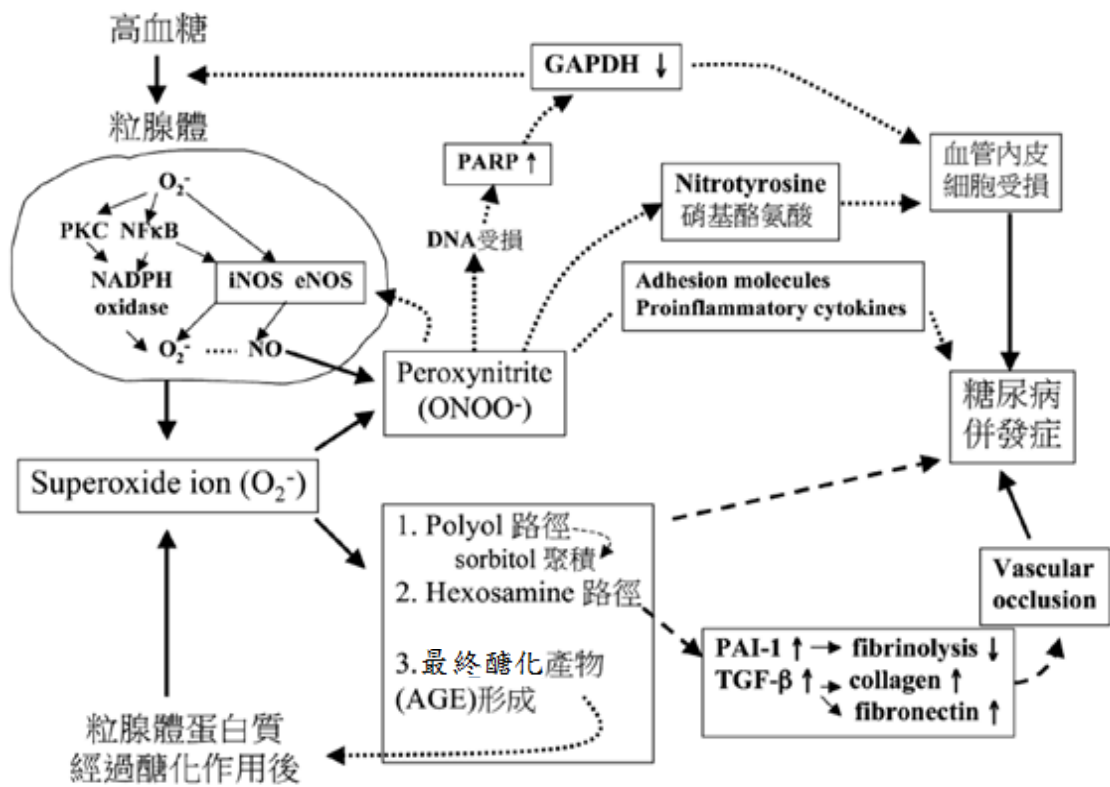 高血糖
粒腺體
O₂⁻
PKC NFκB
NADPH
oxidase
iNOS eNOS
O₂⁻
NO
GAPDH ↓
PARP ↑
DNA受損
Nitrotyrosine
硝基酪氨酸
血管內皮
細胞受損
Adhesion molecules
Proinflammatory cytokines
Peroxynitrite
(ONOO⁻)
糖尿病
併發症
Superoxide ion (O₂⁻)
1. Polyol 路徑
sorbitol 聚積
2. Hexosamine 路徑
3.最終醣化產物
(AGE)形成
Vascular
occlusion
PAI-1 ↑ → fibrinolysis ↓
TGF-β ↑ → collagen ↑
fibronectin ↑
粒腺體蛋白質
經過醣化作用後